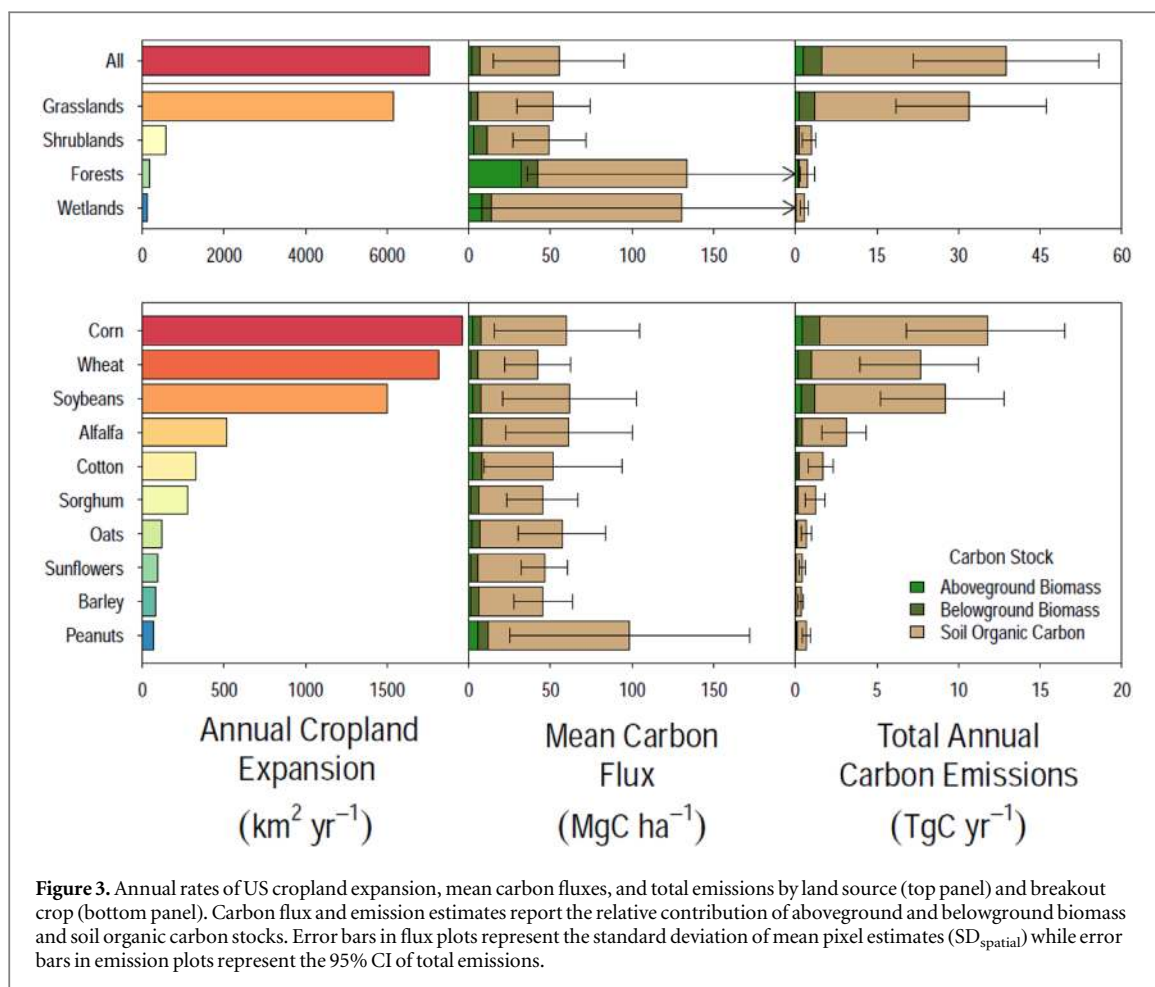 All
Grasslands
Shrublands
Forests
Wetlands
0 2000 4000 6000 0 50 100 150 0 15 30 45 60
Corn
Wheat
Soybeans
Alfalfa
Cotton
Sorghum
Oats
Sunflowers
Barley
Peanuts
Carbon Stock
Aboveground Biomass
Belowground Biomass
Soil Organic Carbon
0 500 1000 1500 0 50 100 150 0 5 10 15 20
Annual Cropland
Expansion
(km² yr⁻¹)
Mean Carbon
Flux
(MgC ha⁻¹)
Total Annual
Carbon Emissions
(TgC yr⁻¹)
Figure 3. Annual rates of US cropland expansion, mean carbon fluxes, and total emissions by land source (top panel) and breakout
crop (bottom panel). Carbon flux and emission estimates report the relative contribution of aboveground and belowground biomass
and soil organic carbon stocks. Error bars in flux plots represent the standard deviation of mean pixel estimates (SDspatial) while error
bars in emission plots represent the 95% CI of total emissions.